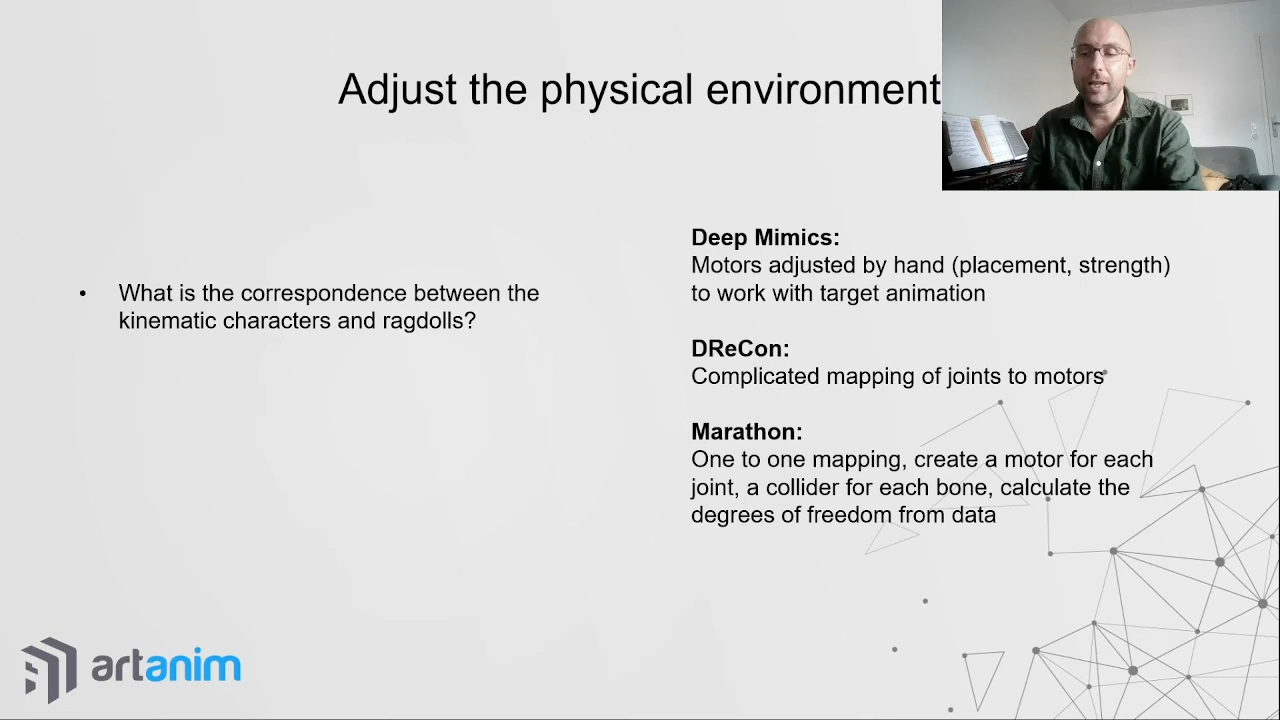 Adjust the physical environment
• What is the correspondence between the
kinematic characters and ragdolls?
Deep Mimics:
Motors adjusted by hand (placement, strength)
to work with target animation
DReCon:
Complicated mapping of joints to motors
Marathon:
One to one mapping, create a motor for each
joint, a collider for each bone, calculate the
degrees of freedom from data
artanim